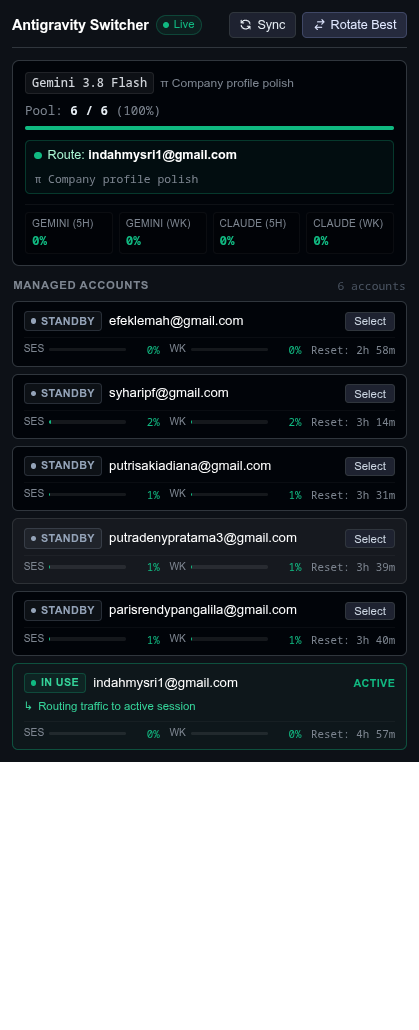 Antigravity Switcher Live Sync Rotate Best
Gemini 3.8 Flash π Company profile polish
Pool: 6 / 6 (100%)
Route: indahmysri1@gmail.com
π Company profile polish
GEMINI (5H) GEMINI (WK) CLAUDE (5H) CLAUDE (WK)
0% 0% 0% 0%
MANAGED ACCOUNTS 6 accounts
STANDBY efeklemah@gmail.com Select
SES 0% WK 0% Reset: 2h 58m
STANDBY syharipf@gmail.com Select
SES 2% WK 2% Reset: 3h 14m
STANDBY putrisakiadiana@gmail.com Select
SES 1% WK 1% Reset: 3h 31m
STANDBY putradenypratama3@gmail.com Select
SES 1% WK 1% Reset: 3h 39m
STANDBY parisrendypangalila@gmail.com Select
SES 1% WK 1% Reset: 3h 40m
IN USE indahmysri1@gmail.com ACTIVE
↳ Routing traffic to active session
SES 0% WK 0% Reset: 4h 57m